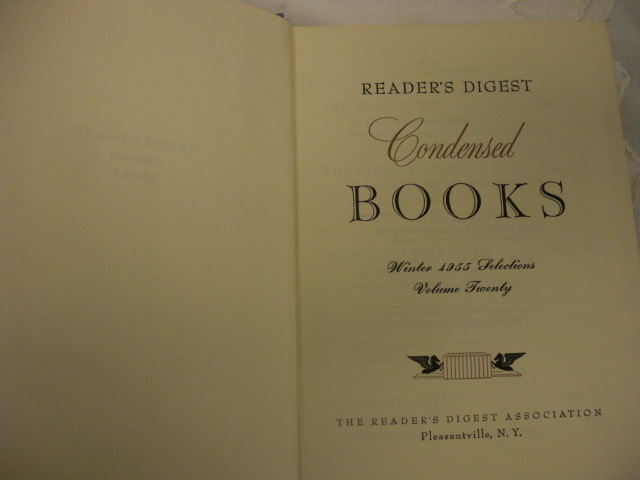 READER'S DIGEST
Condensed
BOOKS
Winter 1955 Selections
Volume Twenty
THE READER'S DIGEST ASSOCIATION
Pleasantville, N. Y.